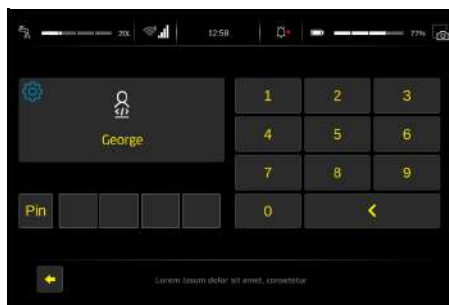 20L 12:58 77%
1 2 3
George
4 5 6
7 8 9
Pin 0
Lorem Ipsum dolor sit amet, consetetur